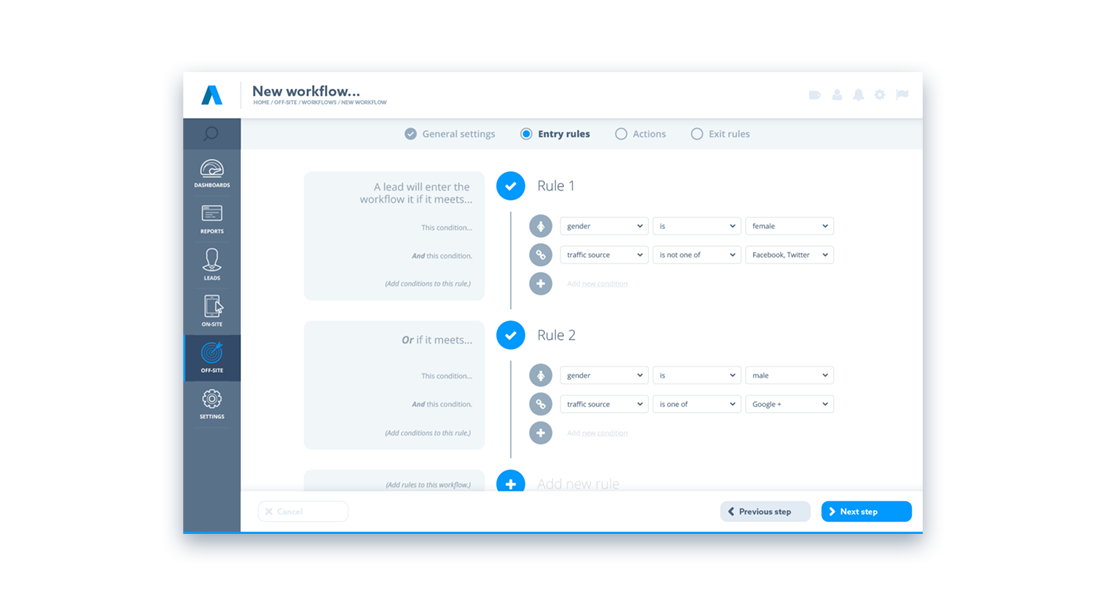 New workflow...
HOME / OFF-SITE / WORKFLOWS / NEW WORKFLOW
General settings
Entry rules
Actions
Exit rules
DASHBOARDS
REPORTS
LEADS
ON-SITE
OFF-SITE
SETTINGS
A lead will enter the
workflow it if it meets...
This condition...
And this condition.
(Add conditions to this rule.)
Rule 1
gender is female
traffic source is not one of Facebook, Twitter
Add new condition
Or if it meets...
This condition...
And this condition.
(Add conditions to this rule.)
Rule 2
gender is male
traffic source is one of Google +
Add new condition
(Add rules to this workflow.)
Add new rule
Cancel
Previous step
Next step